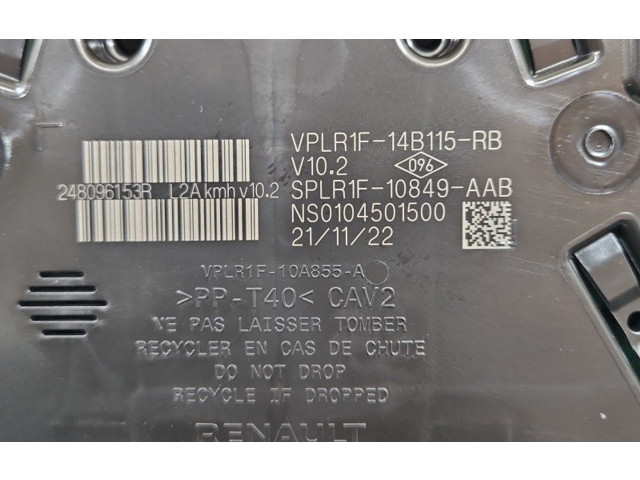 VPLR1F-14B115-RB
V10.2 096
248096153R L2A kmh v10.2 SPLR1F-10849-AAB
NS0104501500
21/11/22
VPLR1F-10A855-A
>PP-T40< CAV2
NE PAS LAISSER TOMBER
RECYCLER EN CAS DE CHUTE
DO NOT DROP
RECYCLE IF DROPPED
RENAULT